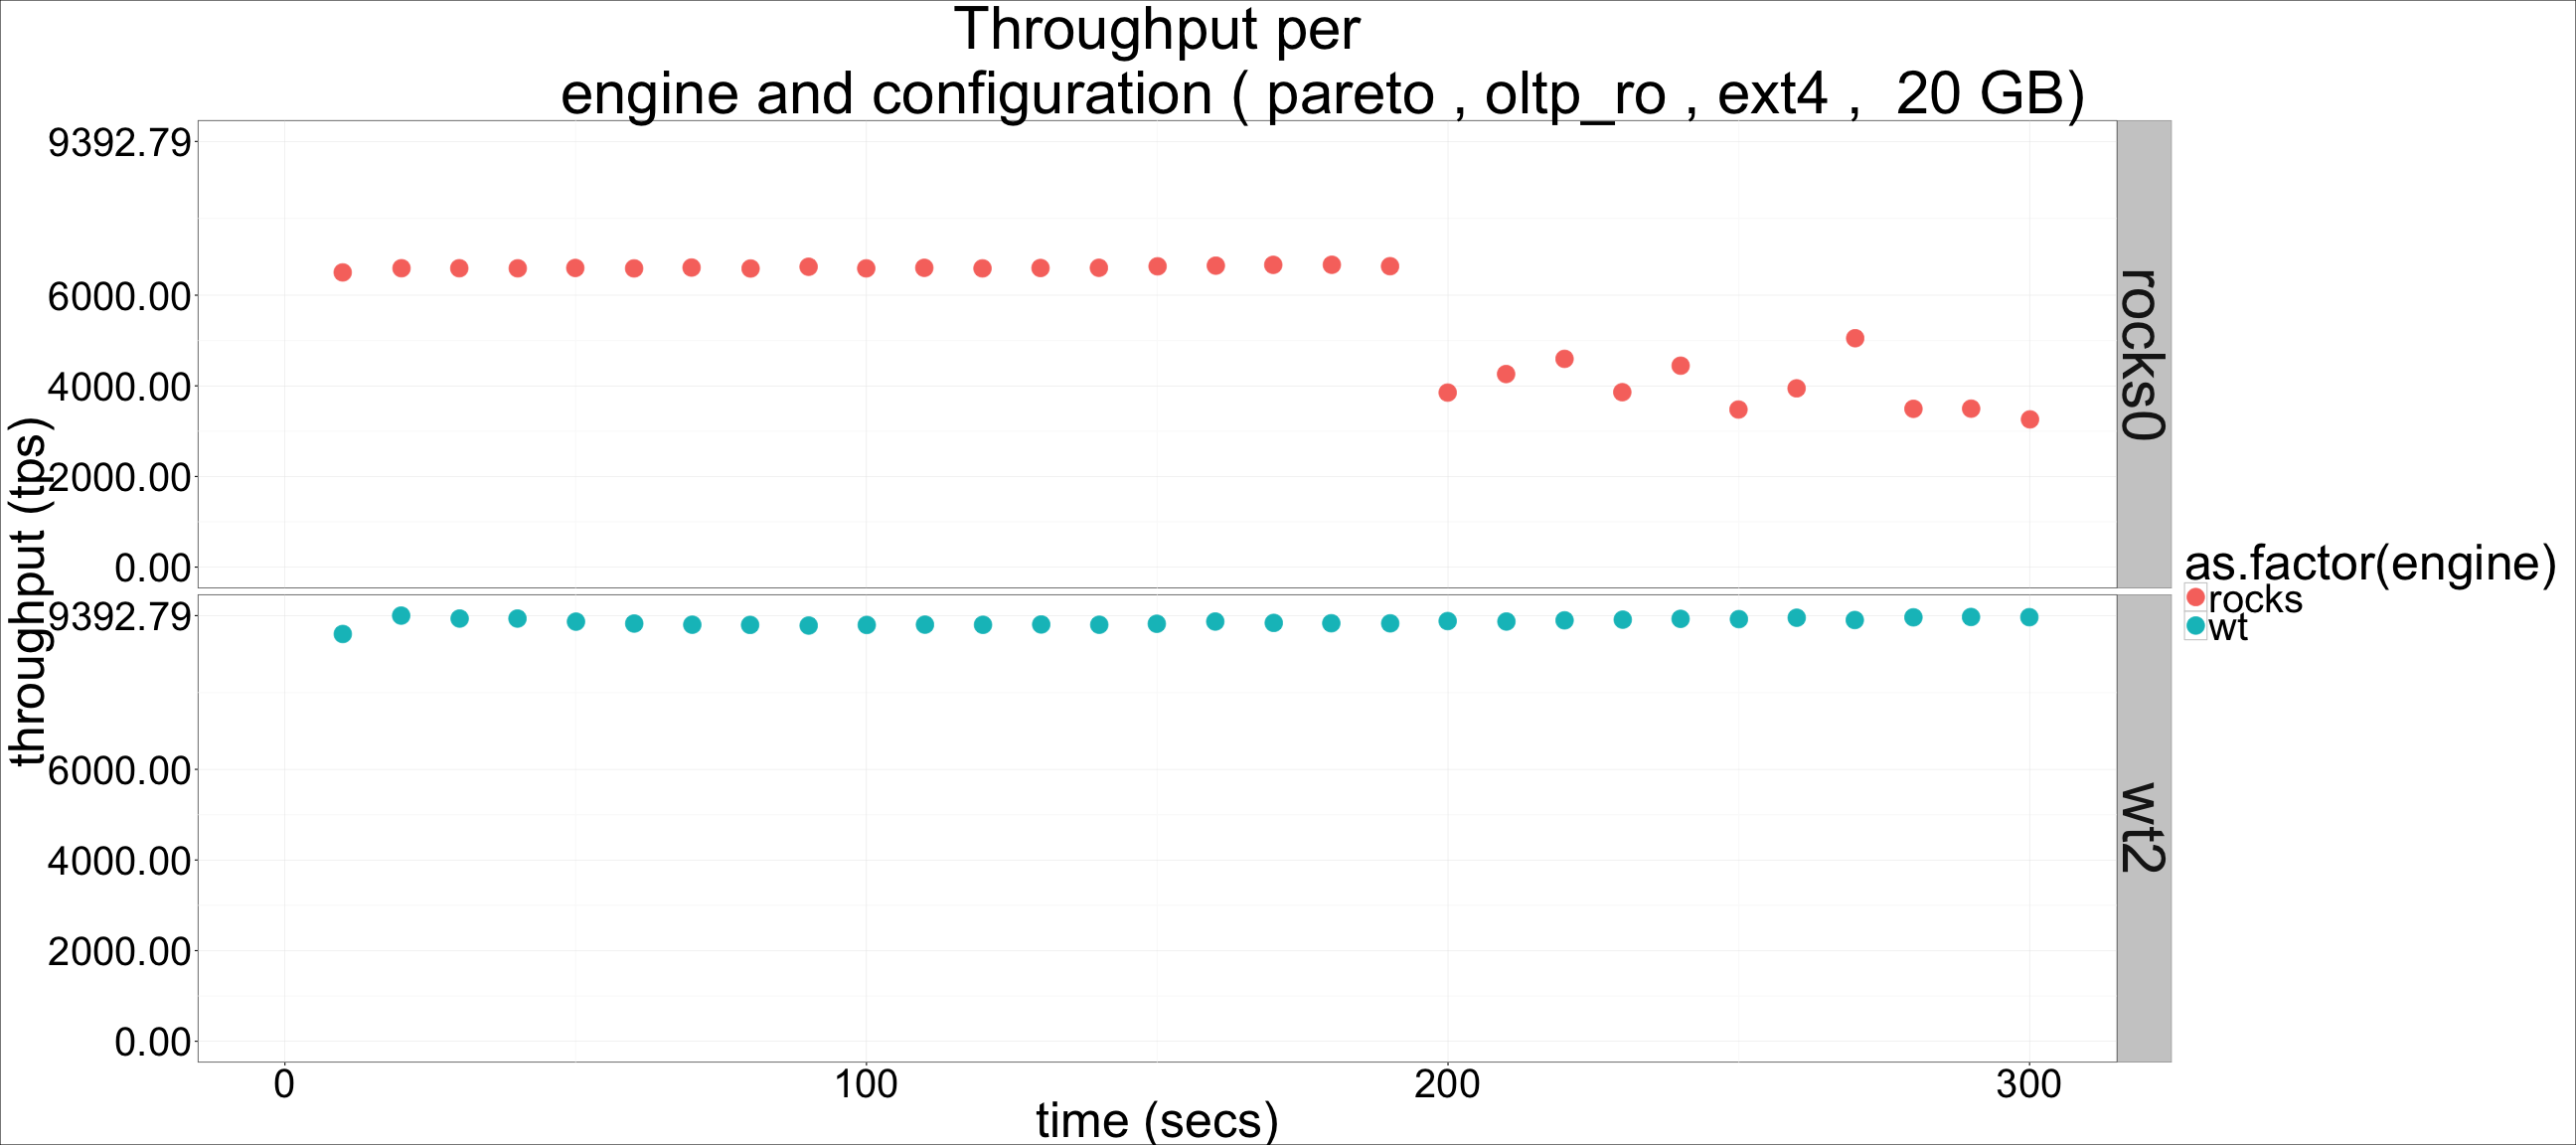 Throughput per
engine and configuration ( pareto , oltp_ro , ext4 ,  20 GB)
throughput (tps)
9392.79
6000.00
4000.00
2000.00
0.00
rocks0
9392.79
6000.00
4000.00
2000.00
0.00
wt2
0
100
200
300
time (secs)
as.factor(engine)
rocks
wt